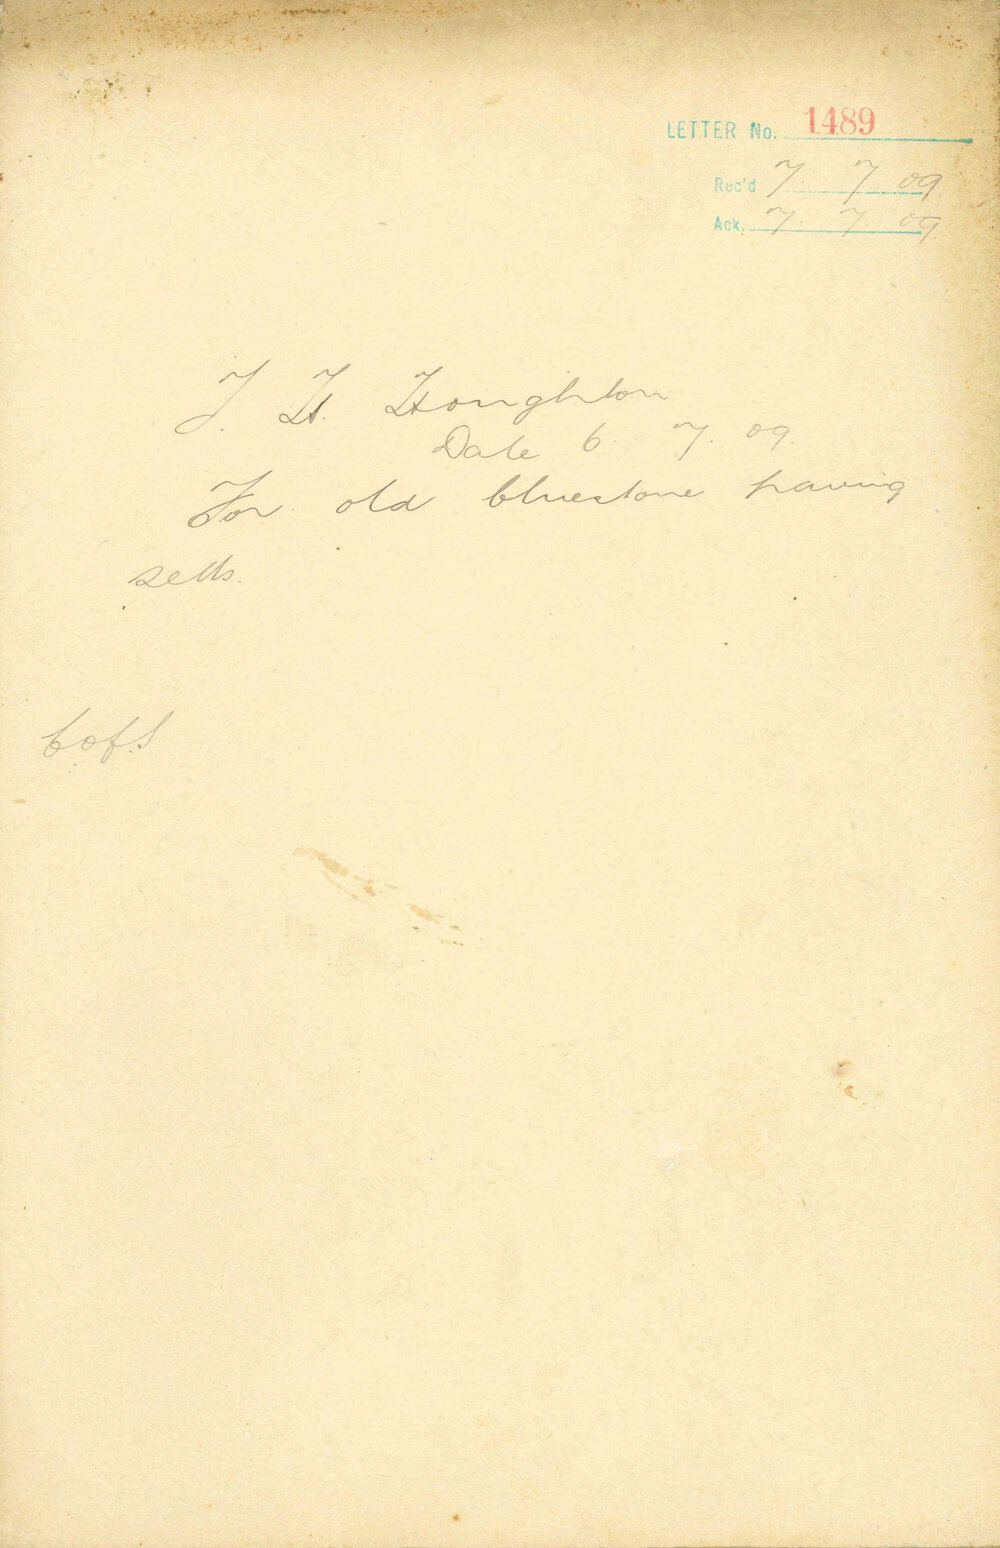 LETTER No. 1489
Rec'd 7. 7 09.
Ack. 7. 7 09.
J. H. Houghton
Date 6. 7. 09.
For old bluestone paving
setts.
C of S